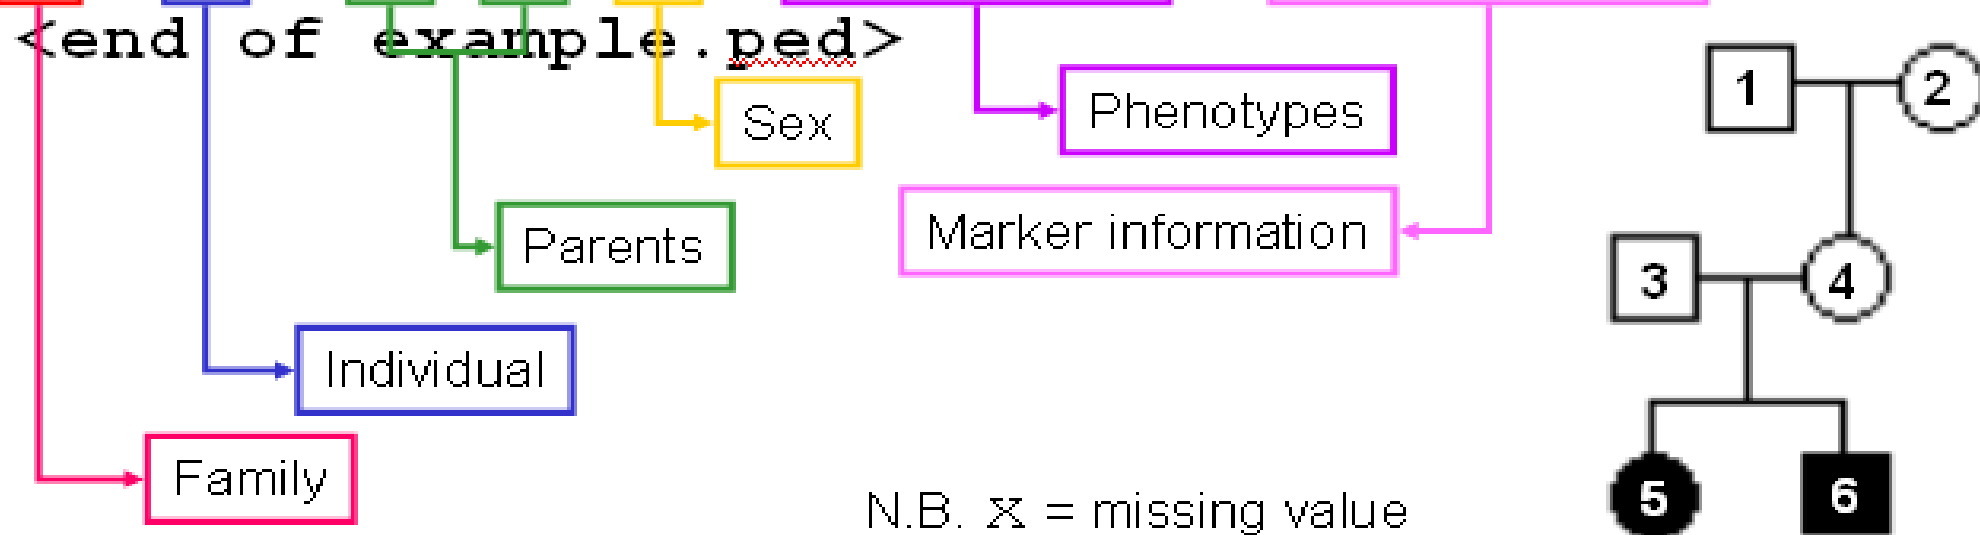 <end of example.ped>
Sex
Phenotypes
Parents
Marker information
Individual
Family
N.B. x = missing value
1
2
3
4
5
6